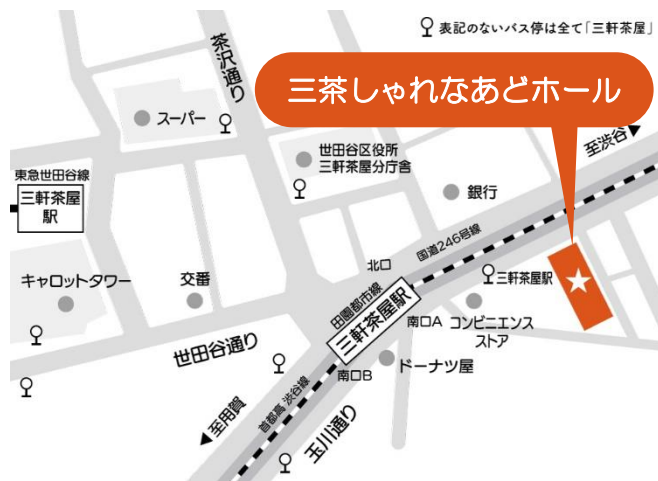 表記のないバス停は全て「三軒茶屋」
茶沢通り
三茶しゃれなあどホール
スーパー
至渋谷▶
世田谷区役所
三軒茶屋分庁舎
東急世田谷線
三軒茶屋
駅
銀行
国道246号線
北口
キャロットタワー
交番
田園都市線
三軒茶屋駅
三軒茶屋駅
南口A
コンビニエンス
ストア
世田谷通り
ドーナツ屋
南口B
首都高 渋谷線
◀至用賀
玉川通り